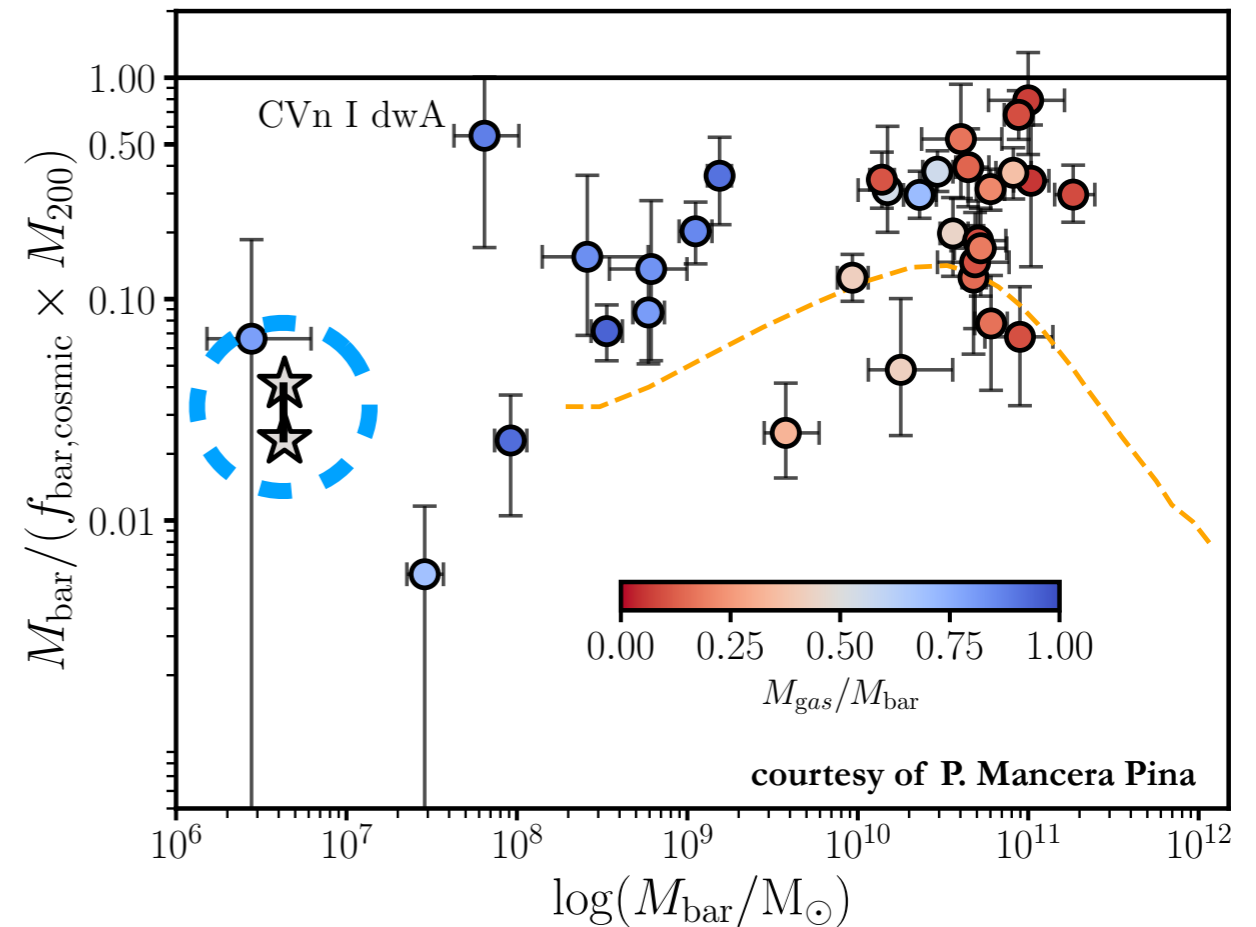 1.00
CVn I dwA
0.50
0.10
0.01
M_bar/(f_bar,cosmic × M_200)
0.00 0.25 0.50 0.75 1.00
M_gas/M_bar
courtesy of P. Mancera Pina
10^6 10^7 10^8 10^9 10^10 10^11 10^12
log(M_bar/M_⊙)